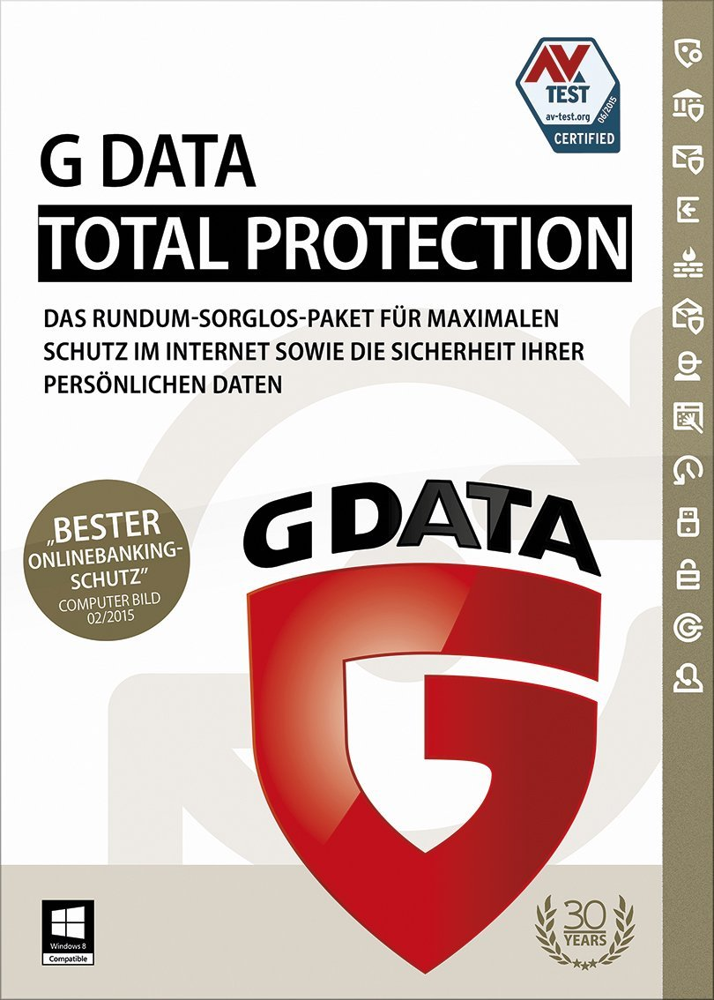 AV
TEST
av-test.org
06/2015
CERTIFIED
G DATA
TOTAL PROTECTION
DAS RUNDUM-SORGLOS-PAKET FÜR MAXIMALEN
SCHUTZ IM INTERNET SOWIE DIE SICHERHEIT IHRER
PERSÖNLICHEN DATEN
„BESTER
ONLINEBANKING-
SCHUTZ”
COMPUTER BILD
02/2015
G DATA
Windows 8
Compatible
30
YEARS